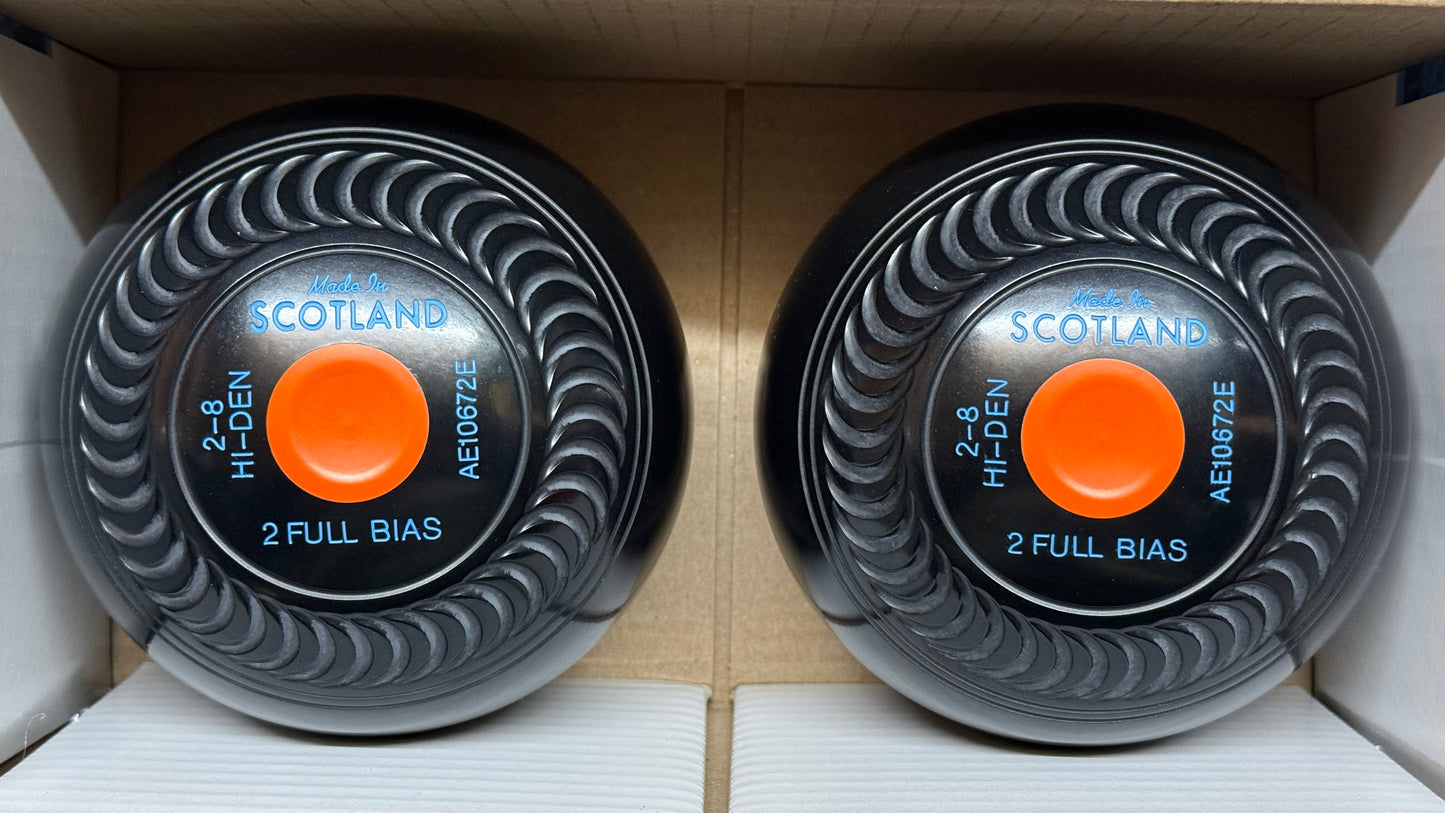 Made In
SCOTLAND
2-8
HI-DEN
AE10672E
2 FULL BIAS
Made In
SCOTLAND
2-8
HI-DEN
AE10672E
2 FULL BIAS